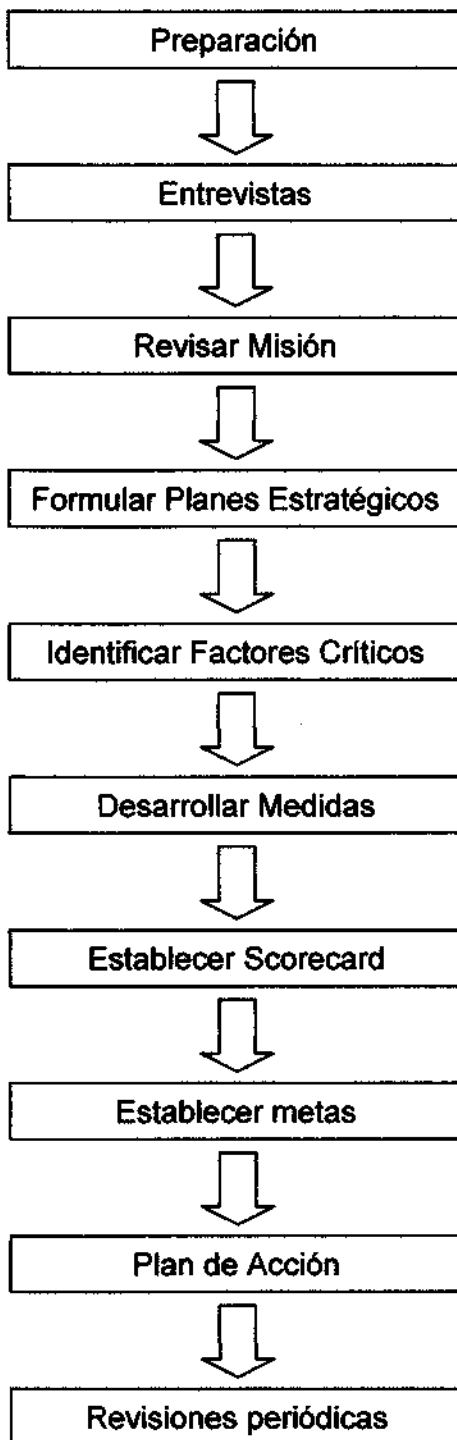 Preparación
Entrevistas
Revisar Misión
Formular Planes Estratégicos
Identificar Factores Críticos
Desarrollar Medidas
Establecer Scorecard
Establecer metas
Plan de Acción
Revisiones periódicas